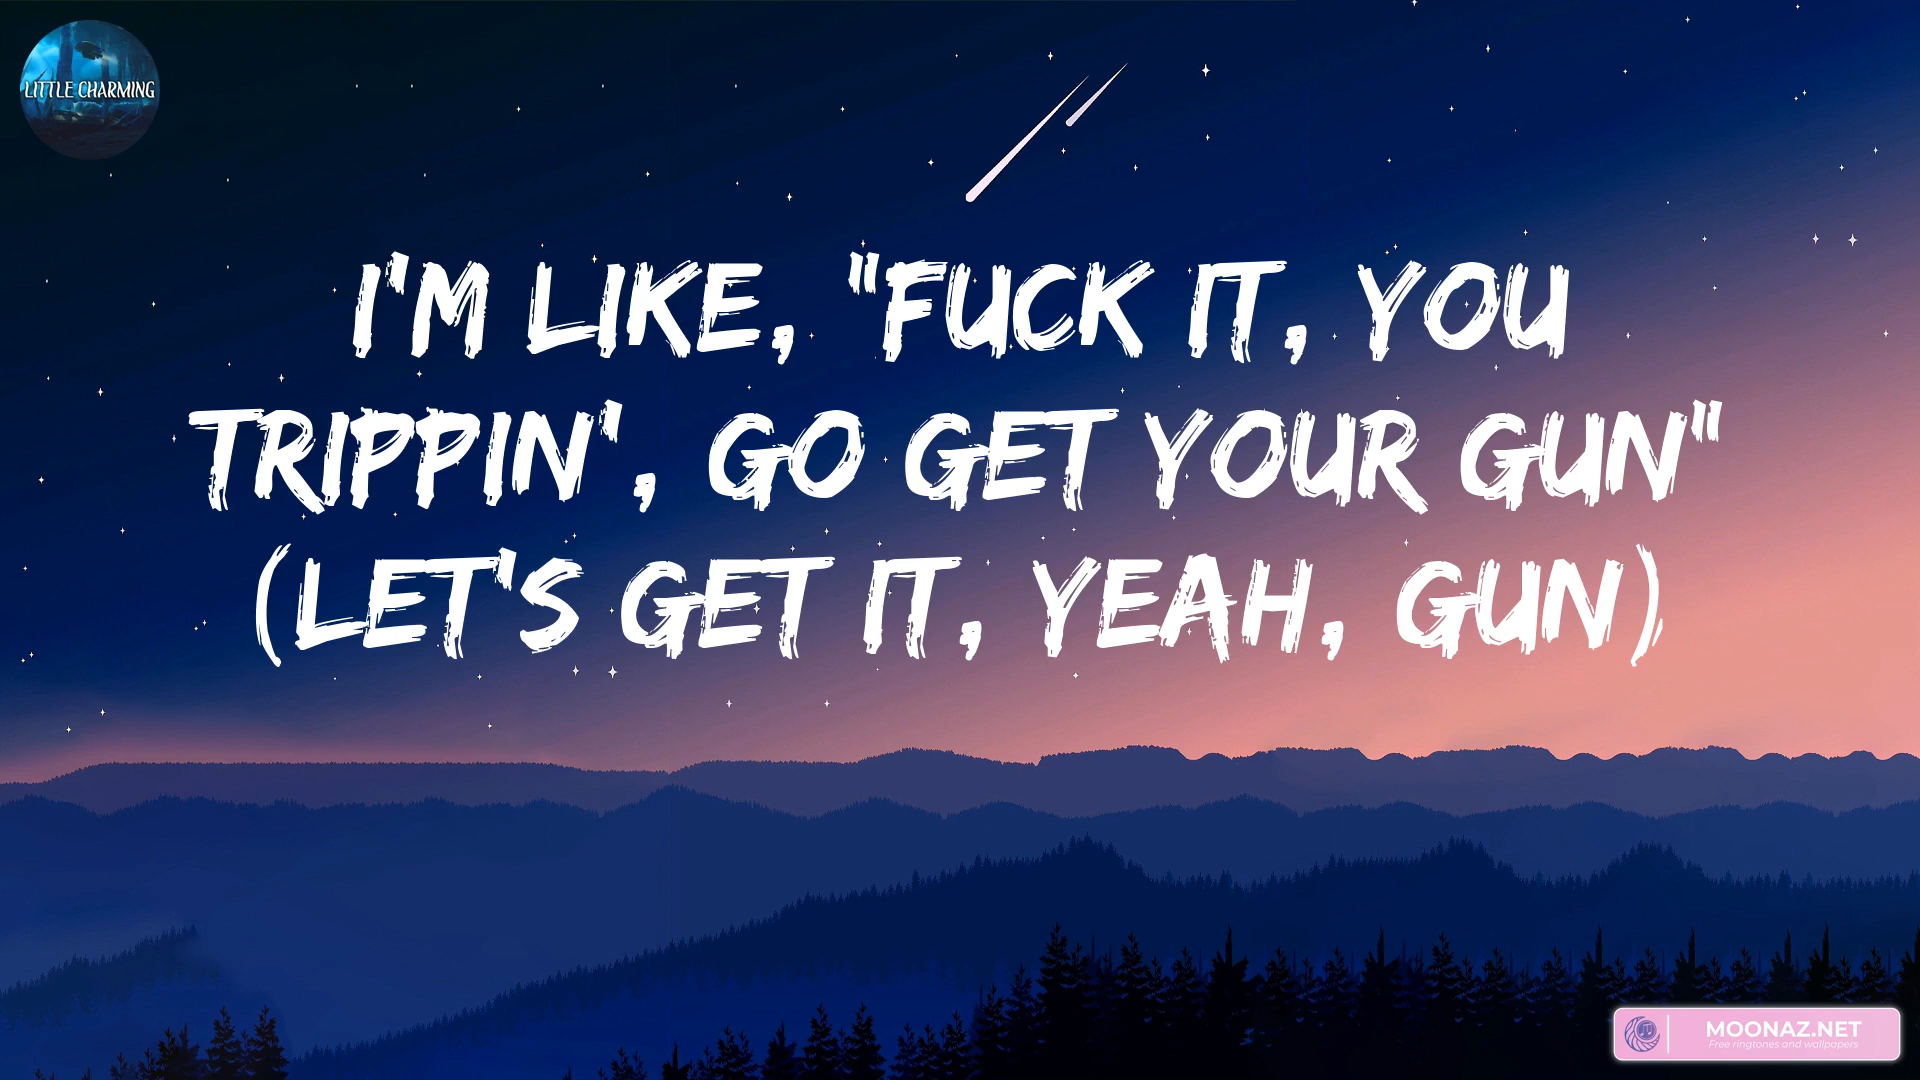 LITTLE CHARMING
I'M LIKE, "FUCK IT, YOU
TRIPPIN', GO GET YOUR GUN"
(LET'S GET IT, YEAH, GUN)
MOONAZ.NET
Free ringtones and wallpapers